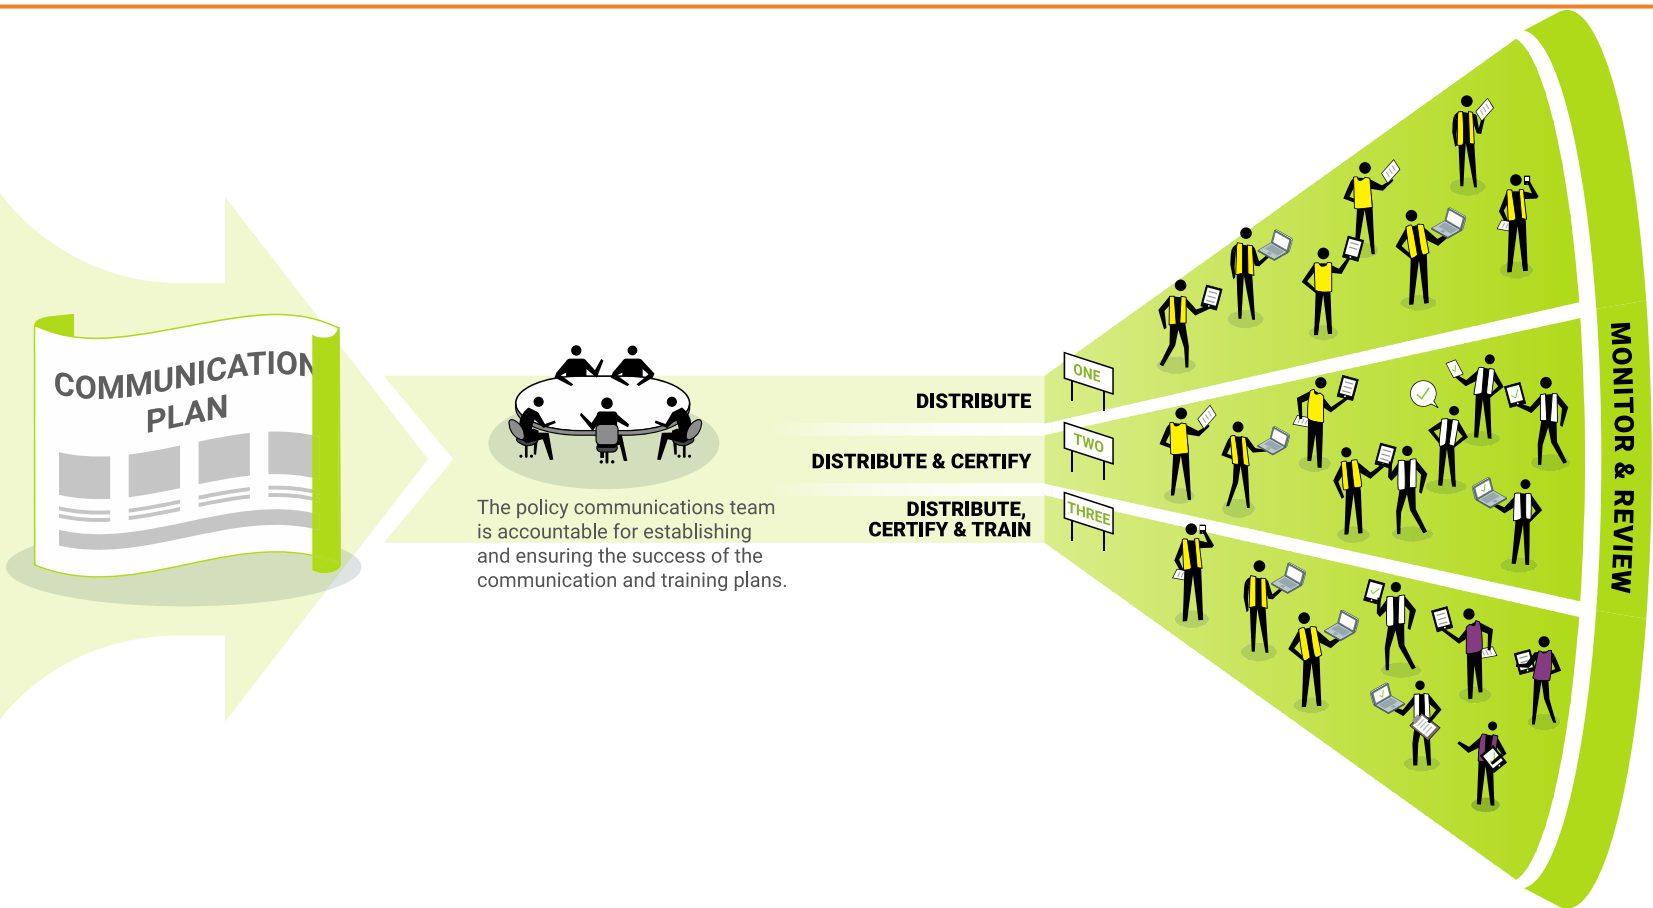 COMMUNICATION
PLAN
The policy communications team
is accountable for establishing
and ensuring the success of the
communication and training plans.
DISTRIBUTE
DISTRIBUTE & CERTIFY
DISTRIBUTE,
CERTIFY & TRAIN
ONE
TWO
THREE
MONITOR & REVIEW